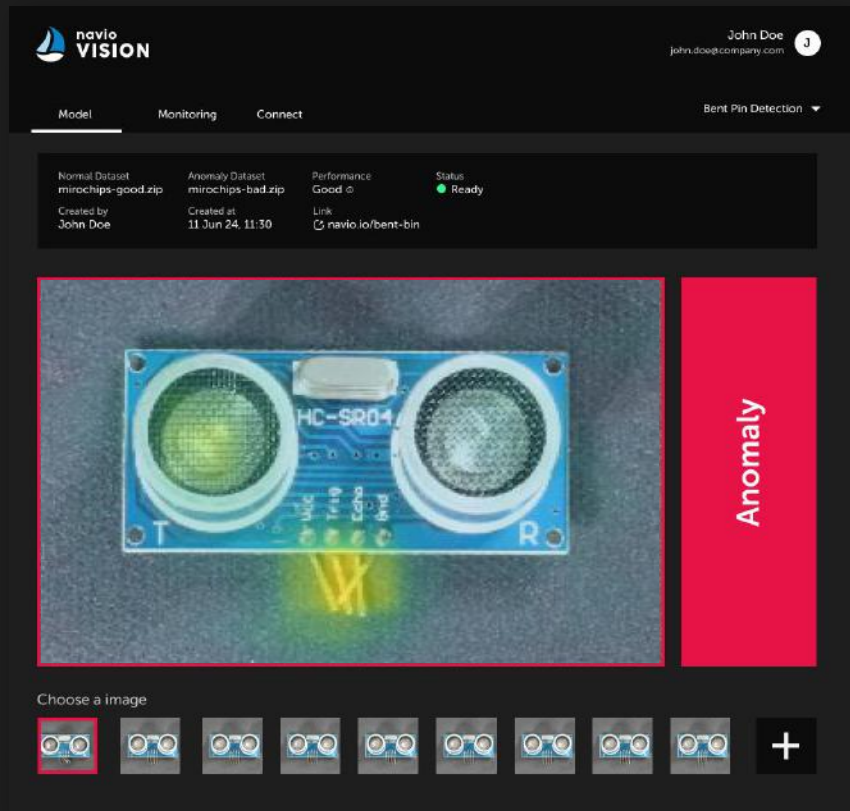 navio
VISION
John Doe
john.doe@company.com
J
Model
Monitoring
Connect
Bent Pin Detection
Normal Dataset
mirochips-good.zip
Anomaly Dataset
mirochips-bad.zip
Performance
Good
Status
Ready
Created by
John Doe
Created at
11 Jun 24, 11:30
Link
navio.io/bent-bin
HC-SR04
Vcc
Trig
Echo
Gnd
T
R
Anomaly
Choose a image